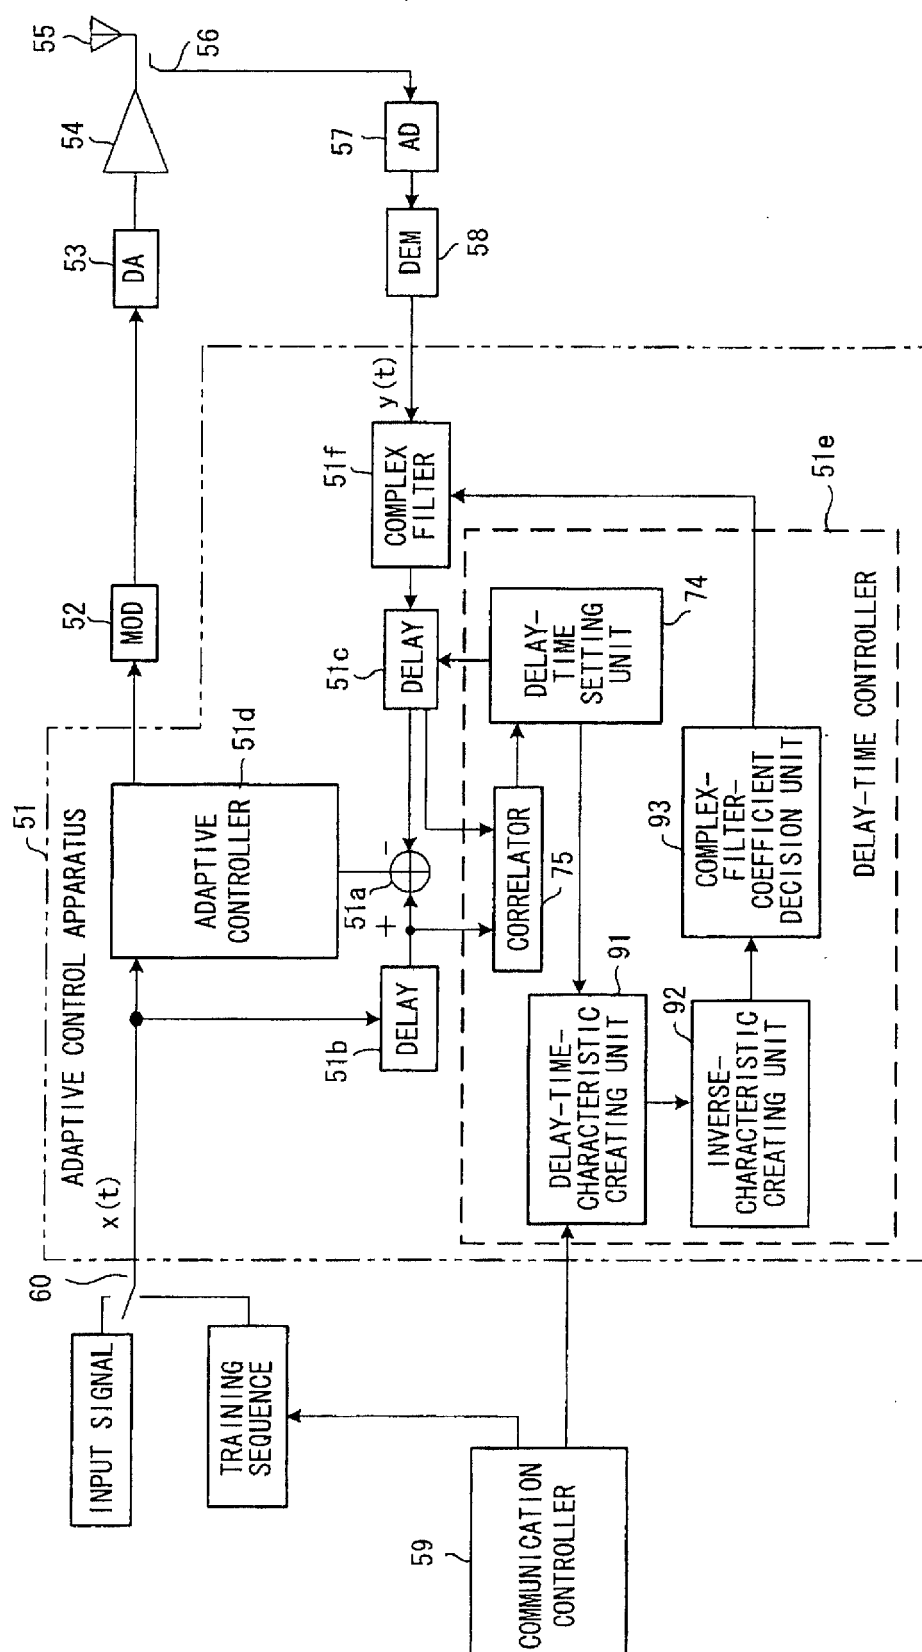 INPUT SIGNAL
60
TRAINING
SEQUENCE
59
COMMUNICATION
CONTROLLER
51
ADAPTIVE CONTROL APPARATUS
x(t)
51d
ADAPTIVE
CONTROLLER
51b
DELAY
51a
+
-
51c
DELAY
51f
COMPLEX
FILTER
y(t)
52
MOD
53
DA
54
55
56
57
AD
DEM
58
51e
CORRELATOR
75
DELAY-
TIME
SETTING
UNIT
74
91
DELAY-TIME-
CHARACTERISTIC
CREATING UNIT
92
INVERSE-
CHARACTERISTIC
CREATING UNIT
93
COMPLEX-
FILTER-
COEFFICIENT
DECISION UNIT
DELAY-TIME CONTROLLER